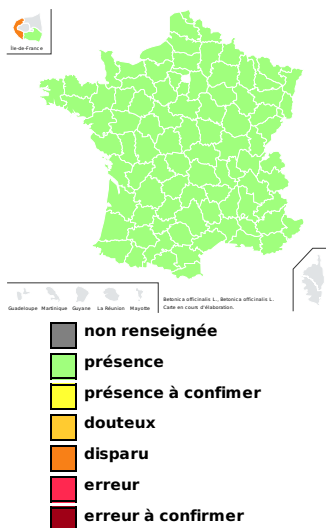 Île-de-France
Guadeloupe Martinique Guyane La Réunion Mayotte
Betonica officinalis L., Betonica officinalis L.
Carte en cours d'élaboration.
non renseignée
présence
présence à confimer
douteux
disparu
erreur
erreur à confirmer